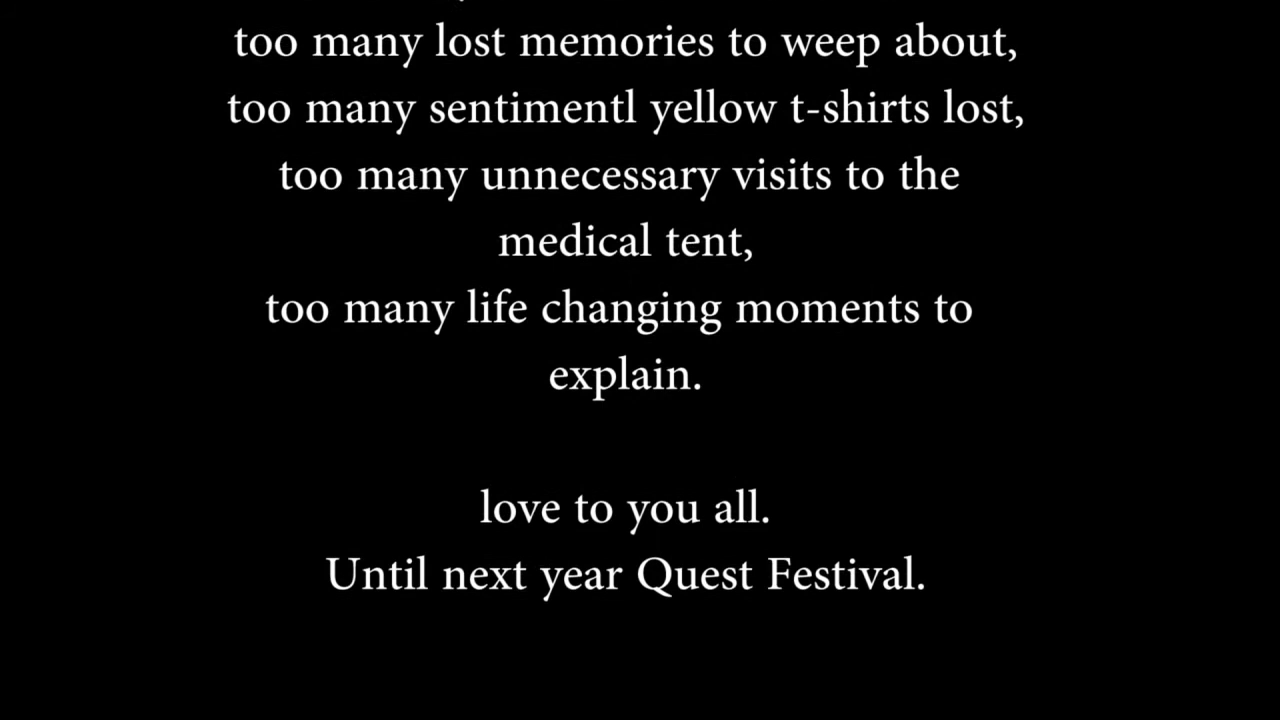 too many lost memories to weep about,
too many sentimentl yellow t-shirts lost,
too many unnecessary visits to the
medical tent,
too many life changing moments to
explain.
love to you all.
Until next year Quest Festival.